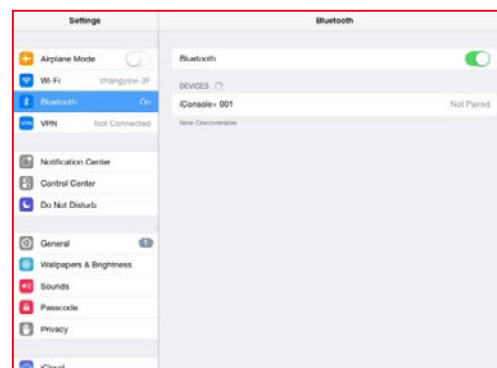 Settings
Bluetooth
Airplane Mode
Wi-Fi
Bluetooth On
VPN Not Connected
Notification Center
Control Center
Do Not Disturb
General 1
Wallpapers & Brightness
Sounds
Passcode
Privacy
iCloud
Bluetooth
DEVICES
iConsole+ 001 Not Paired
Now Discoverable